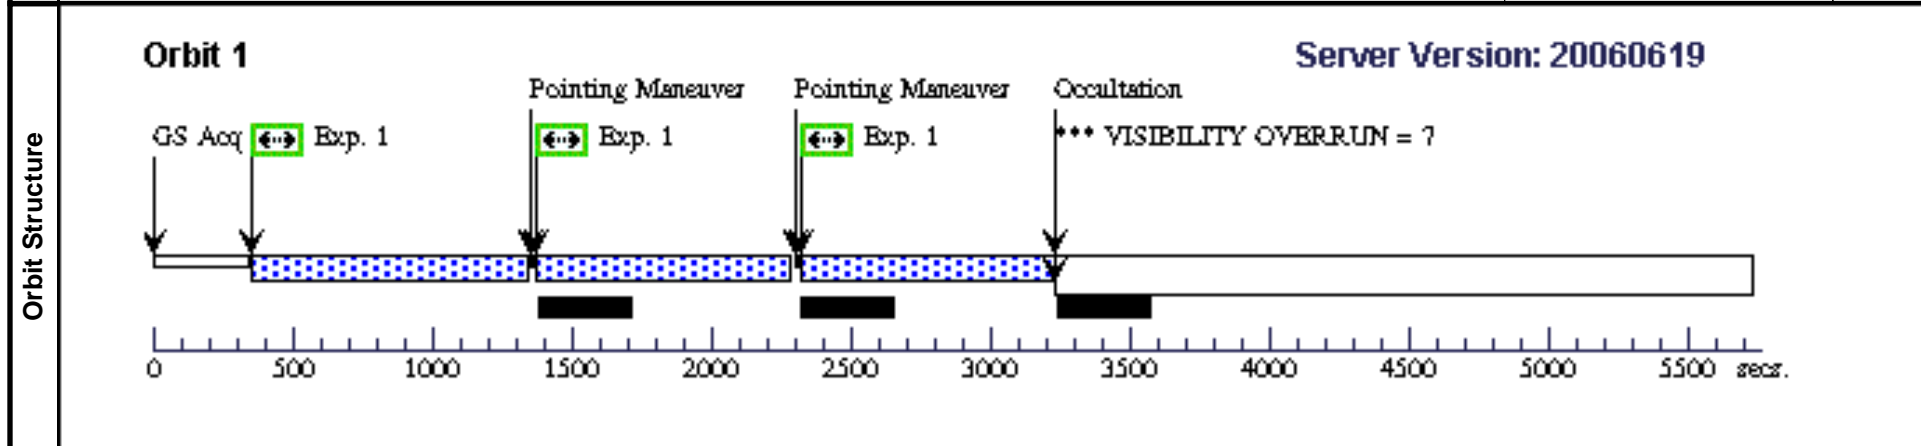 Orbit Structure
Orbit 1
Server Version: 20060619
Pointing Maneuver
Pointing Maneuver
Occultation
GS Acq
Exp. 1
Exp. 1
Exp. 1
*** VISIBILITY OVERRUN = 7
0 500 1000 1500 2000 2500 3000 3500 4000 4500 5000 5500 secs.